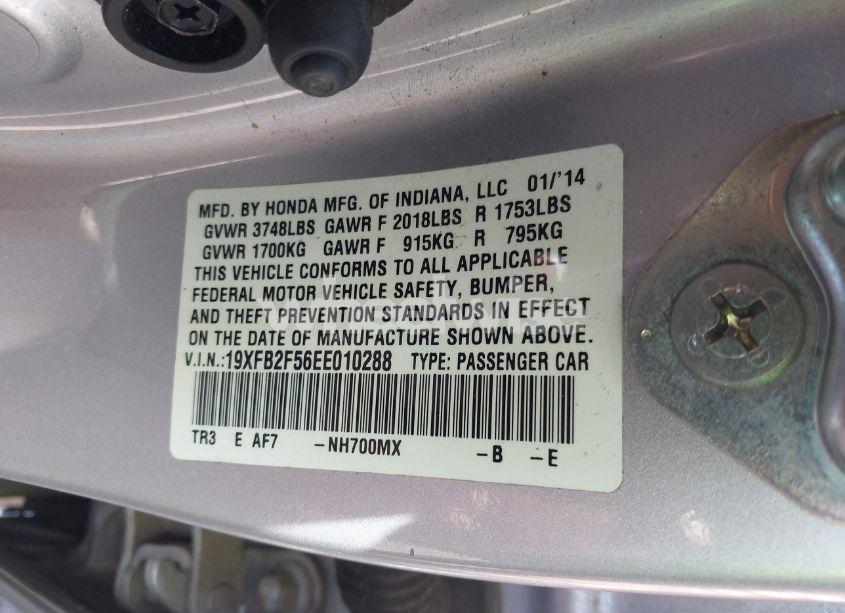 MFD. BY HONDA MFG. OF INDIANA, LLC 01/'14
GVWR 3748LBS GAWR F 2018LBS R 1753LBS
GVWR 1700KG GAWR F 915KG R 795KG
THIS VEHICLE CONFORMS TO ALL APPLICABLE
FEDERAL MOTOR VEHICLE SAFETY, BUMPER,
AND THEFT PREVENTION STANDARDS IN EFFECT
ON THE DATE OF MANUFACTURE SHOWN ABOVE.
V.I.N.:19XFB2F56EE010288 TYPE: PASSENGER CAR
TR3 E AF7 -NH700MX -B -E